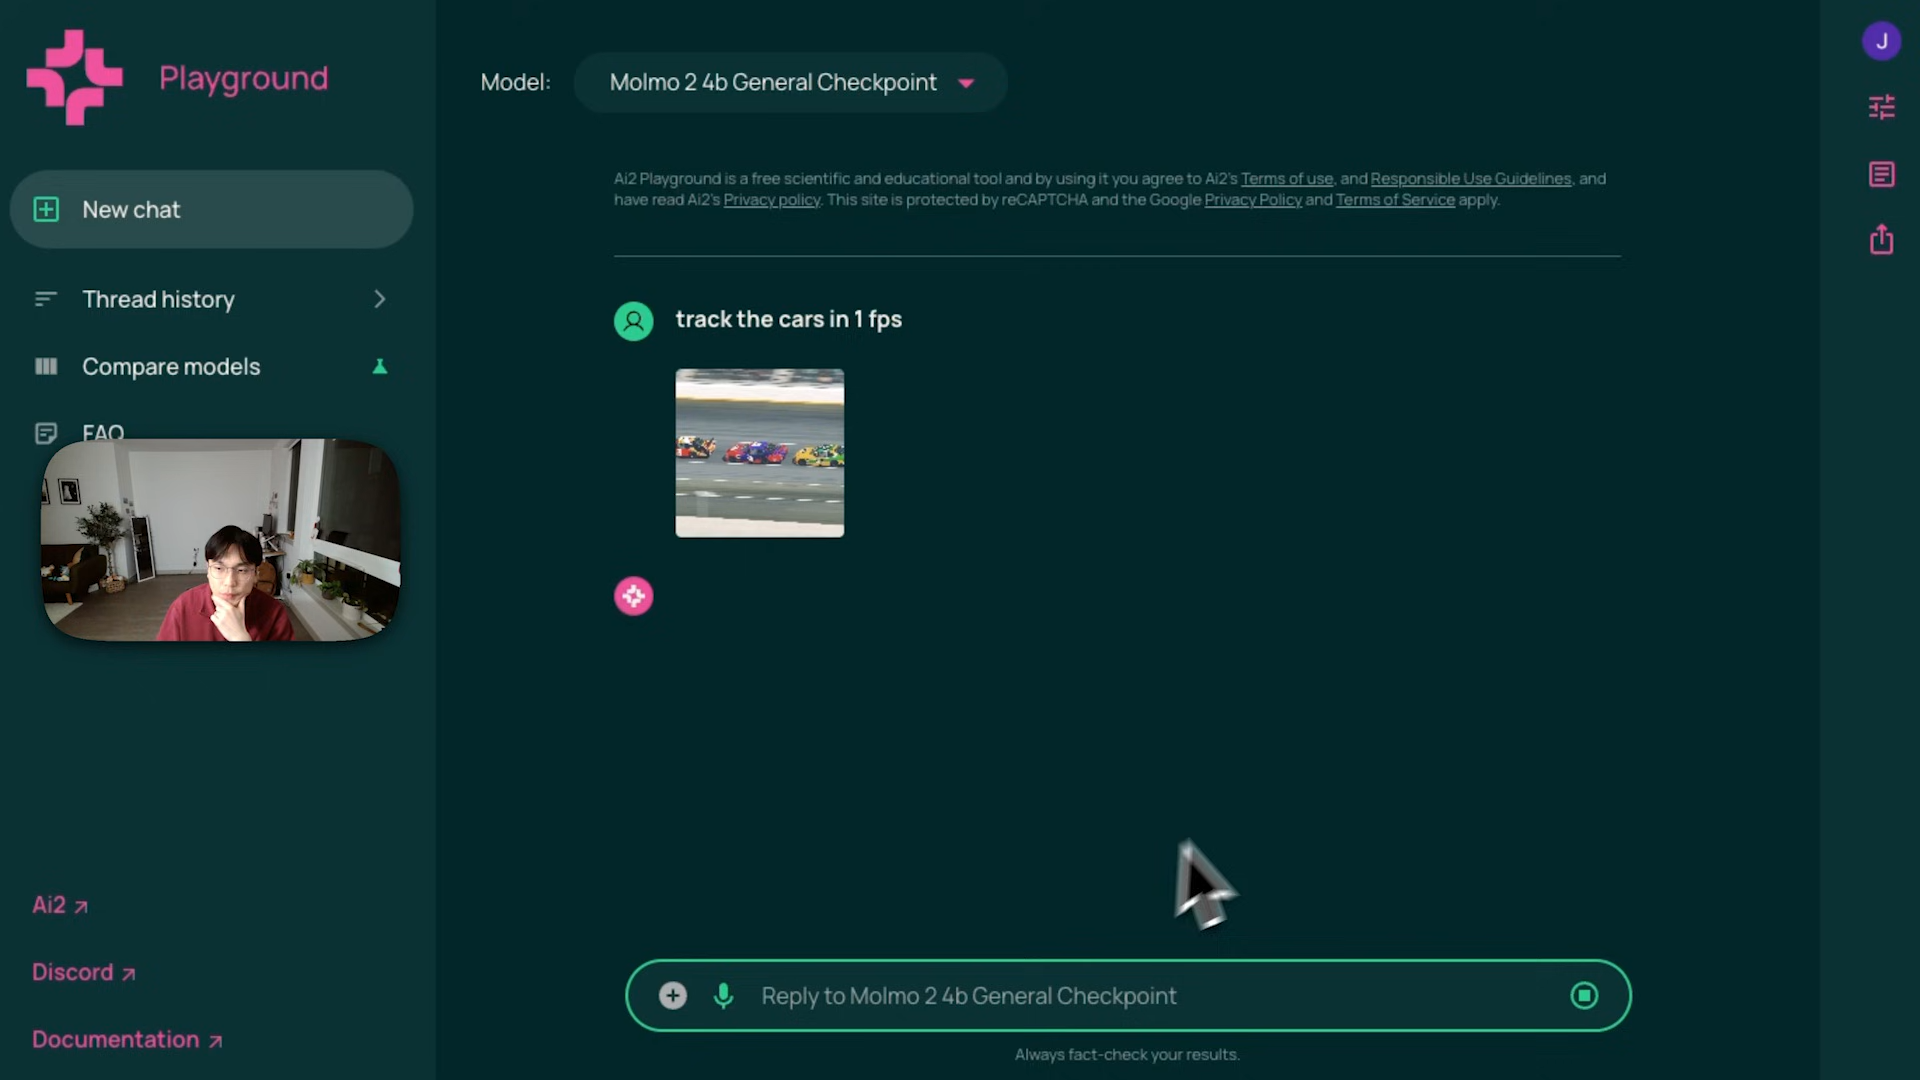 Playground
New chat
Thread history
Compare models
FAQ
Ai2
Discord
Documentation
Model: Molmo 2 4b General Checkpoint
Ai2 Playground is a free scientific and educational tool and by using it you agree to Ai2's Terms of use, and Responsible Use Guidelines, and
have read Ai2's Privacy policy. This site is protected by reCAPTCHA and the Google Privacy Policy and Terms of Service apply.
track the cars in 1 fps
Reply to Molmo 2 4b General Checkpoint
Always fact-check your results.
J